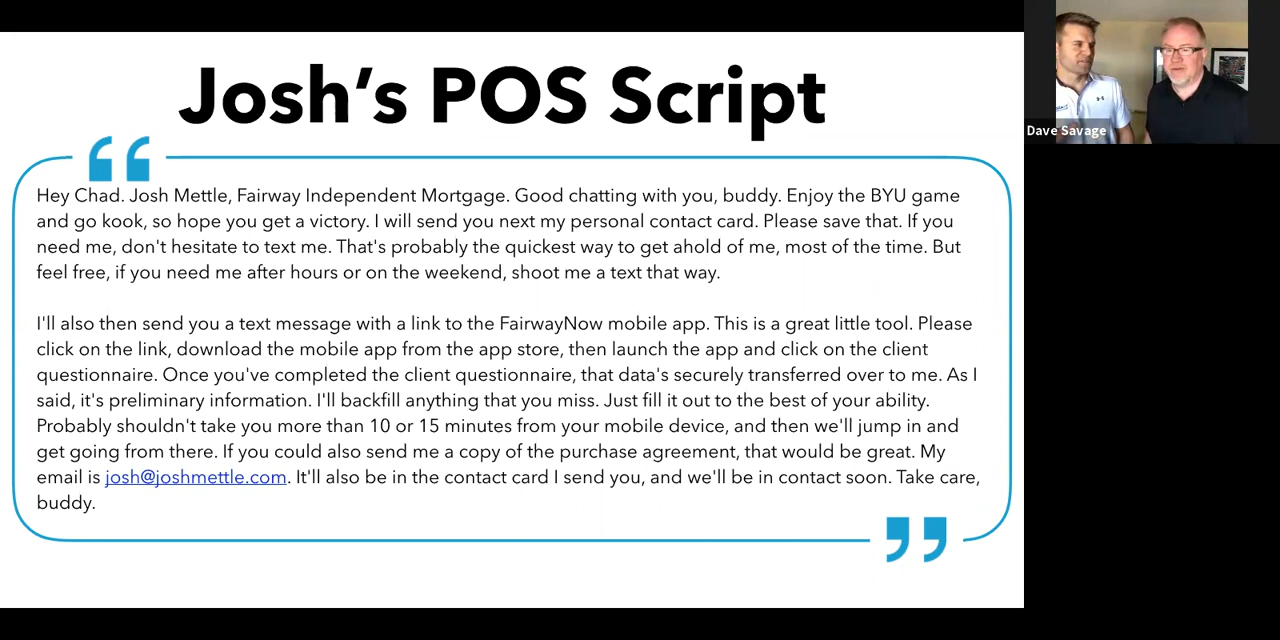 Josh’s POS Script
“
Hey Chad. Josh Mettle, Fairway Independent Mortgage. Good chatting with you, buddy. Enjoy the BYU game
and go kook, so hope you get a victory. I will send you next my personal contact card. Please save that. If you
need me, don't hesitate to text me. That's probably the quickest way to get ahold of me, most of the time. But
feel free, if you need me after hours or on the weekend, shoot me a text that way.
I'll also then send you a text message with a link to the FairwayNow mobile app. This is a great little tool. Please
click on the link, download the mobile app from the app store, then launch the app and click on the client
questionnaire. Once you've completed the client questionnaire, that data's securely transferred over to me. As I
said, it's preliminary information. I'll backfill anything that you miss. Just fill it out to the best of your ability.
Probably shouldn't take you more than 10 or 15 minutes from your mobile device, and then we'll jump in and
get going from there. If you could also send me a copy of the purchase agreement, that would be great. My
email is josh@joshmettle.com. It'll also be in the contact card I send you, and we'll be in contact soon. Take care,
buddy.
”
Dave Savage